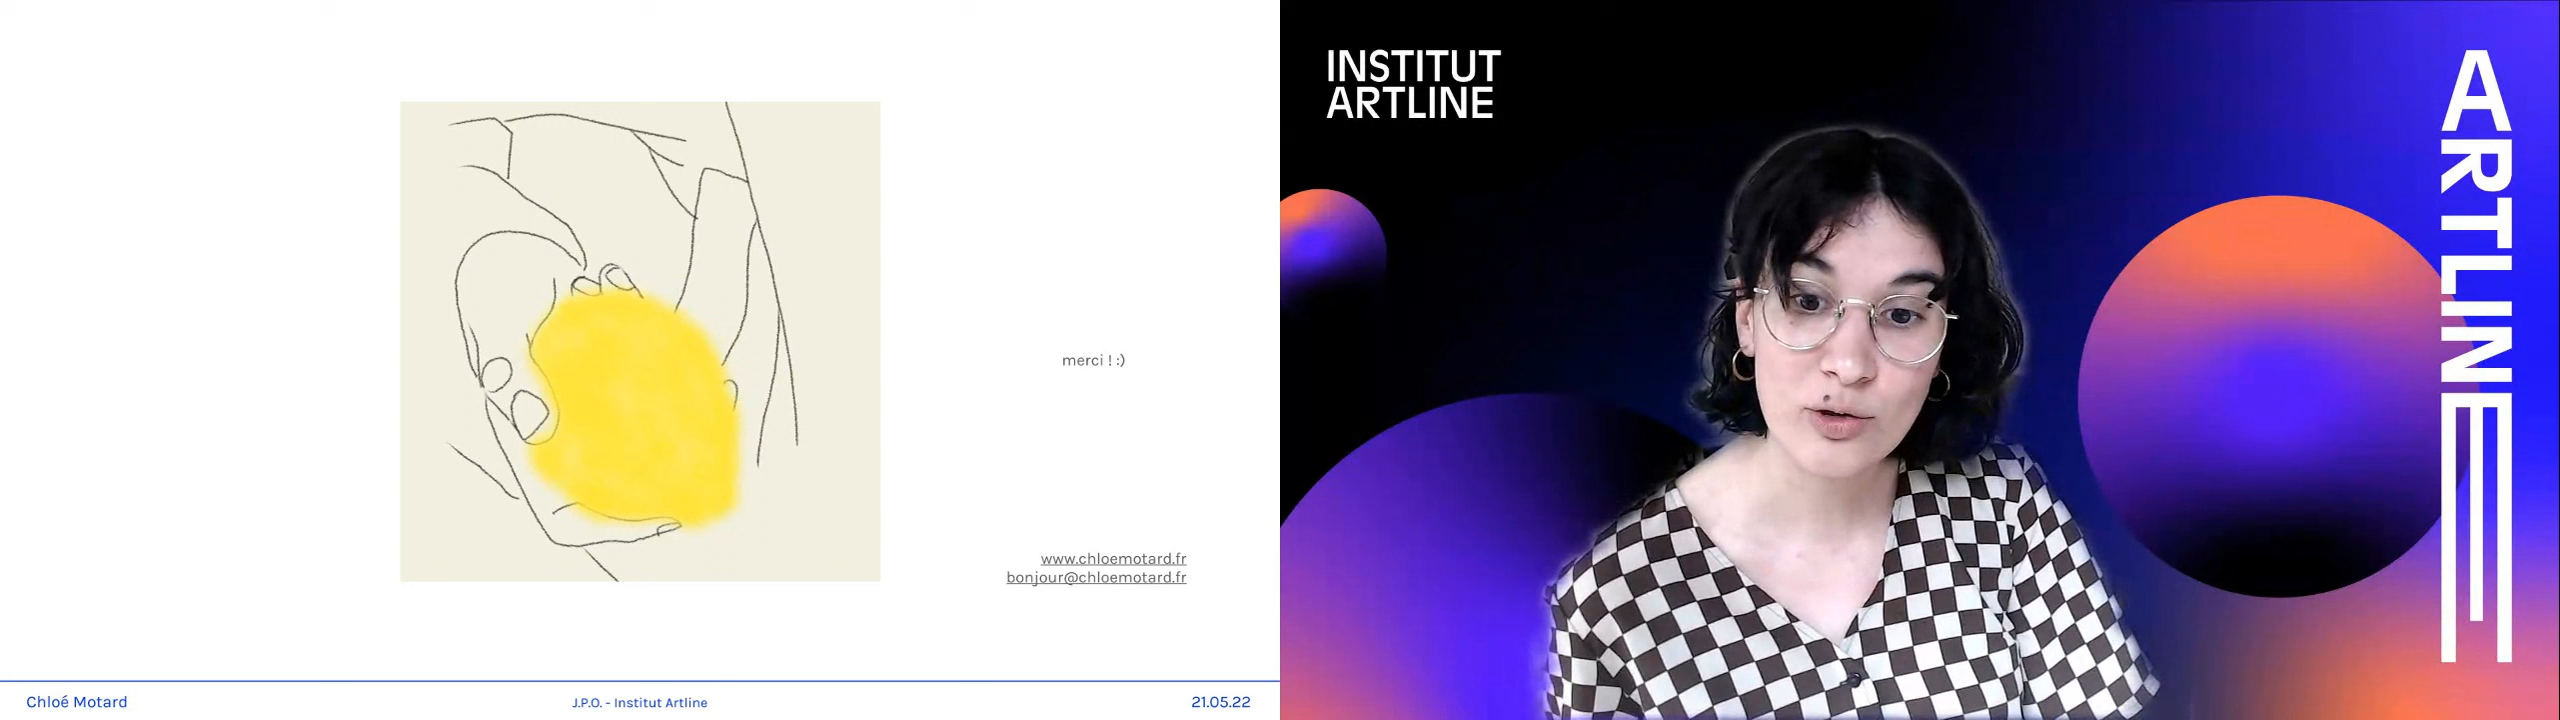 merci ! :)
www.chloemotard.fr
bonjour@chloemotard.fr
Chloé Motard
J.P.O. - Institut Artline
21.05.22
INSTITUT
ARTLINE
ARTLINE